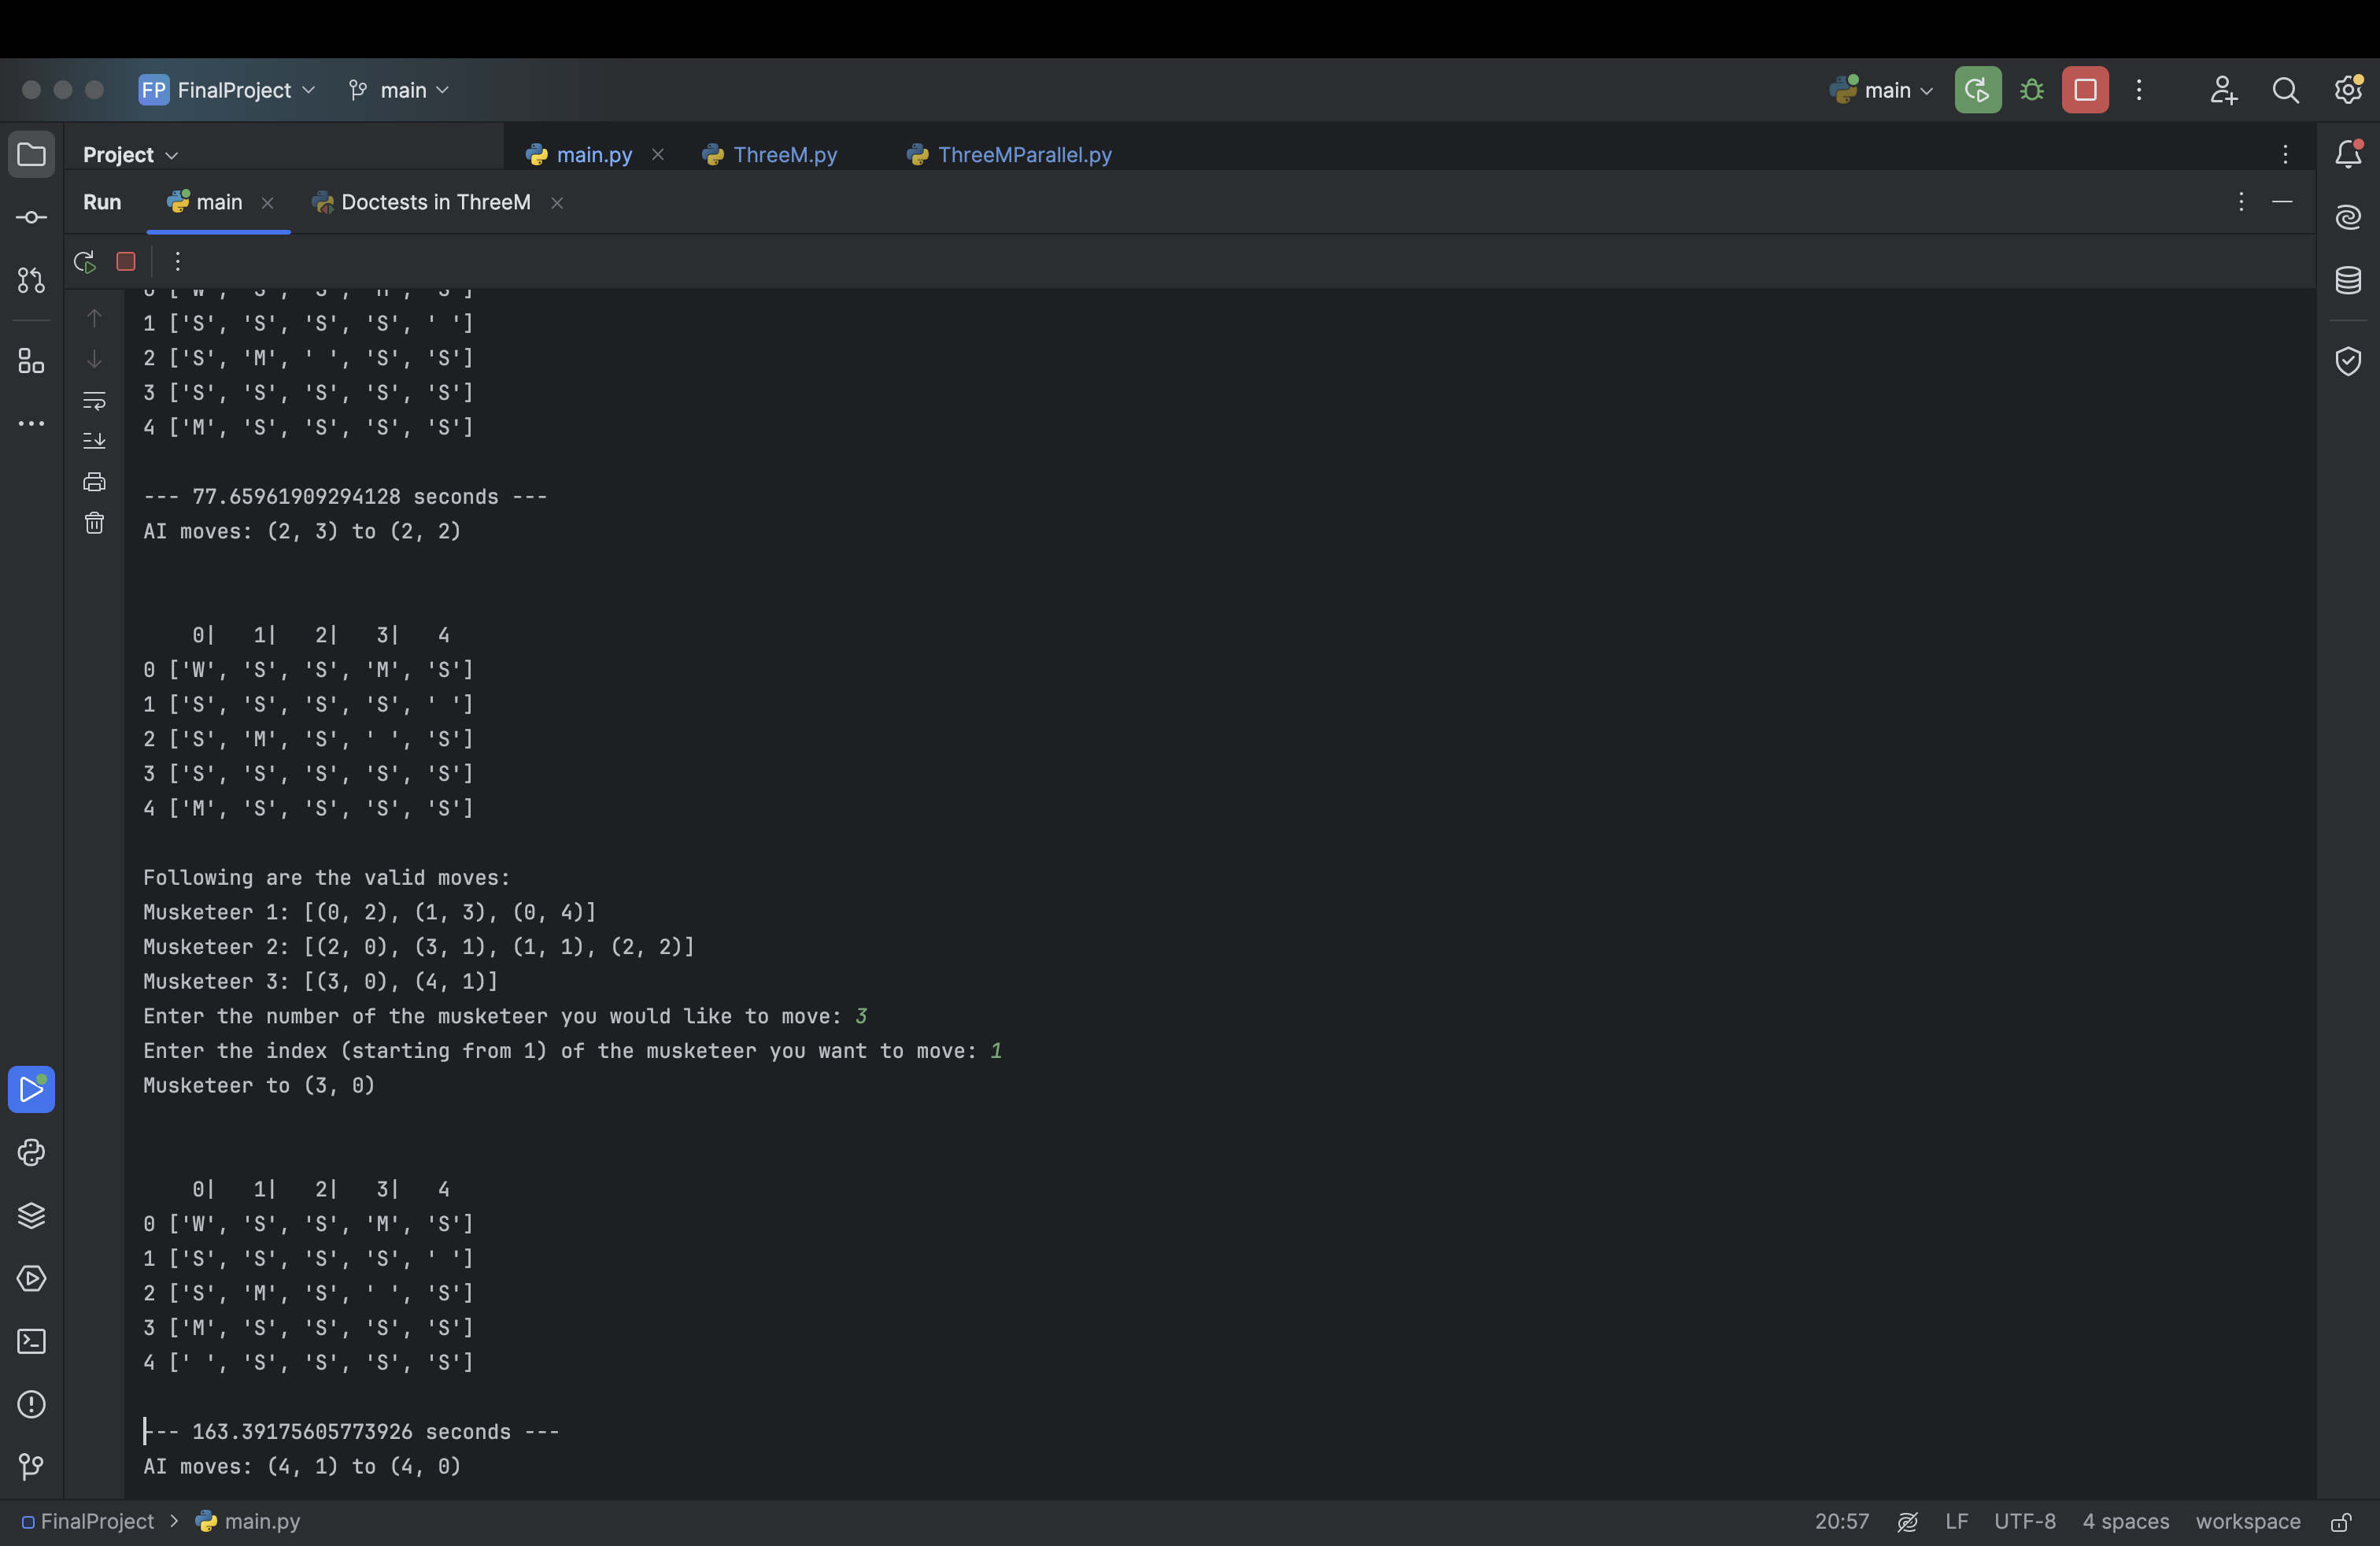 FP FinalProject main main
Project main.py ThreeM.py ThreeMParallel.py
Run main Doctests in ThreeM
1 ['S', 'S', 'S', 'S', ' ']
2 ['S', 'M', ' ', 'S', 'S']
3 ['S', 'S', 'S', 'S', 'S']
4 ['M', 'S', 'S', 'S', 'S']
--- 77.65961909294128 seconds ---
AI moves: (2, 3) to (2, 2)
0| 1| 2| 3| 4
0 ['W', 'S', 'S', 'M', 'S']
1 ['S', 'S', 'S', 'S', ' ']
2 ['S', 'M', 'S', ' ', 'S']
3 ['S', 'S', 'S', 'S', 'S']
4 ['M', 'S', 'S', 'S', 'S']
Following are the valid moves:
Musketeer 1: [(0, 2), (1, 3), (0, 4)]
Musketeer 2: [(2, 0), (3, 1), (1, 1), (2, 2)]
Musketeer 3: [(3, 0), (4, 1)]
Enter the number of the musketeer you would like to move: 3
Enter the index (starting from 1) of the musketeer you want to move: 1
Musketeer to (3, 0)
0| 1| 2| 3| 4
0 ['W', 'S', 'S', 'M', 'S']
1 ['S', 'S', 'S', 'S', ' ']
2 ['S', 'M', 'S', ' ', 'S']
3 ['M', 'S', 'S', 'S', 'S']
4 [' ', 'S', 'S', 'S', 'S']
--- 163.39175605773926 seconds ---
AI moves: (4, 1) to (4, 0)
FinalProject > main.py 20:57 LF UTF-8 4 spaces workspace